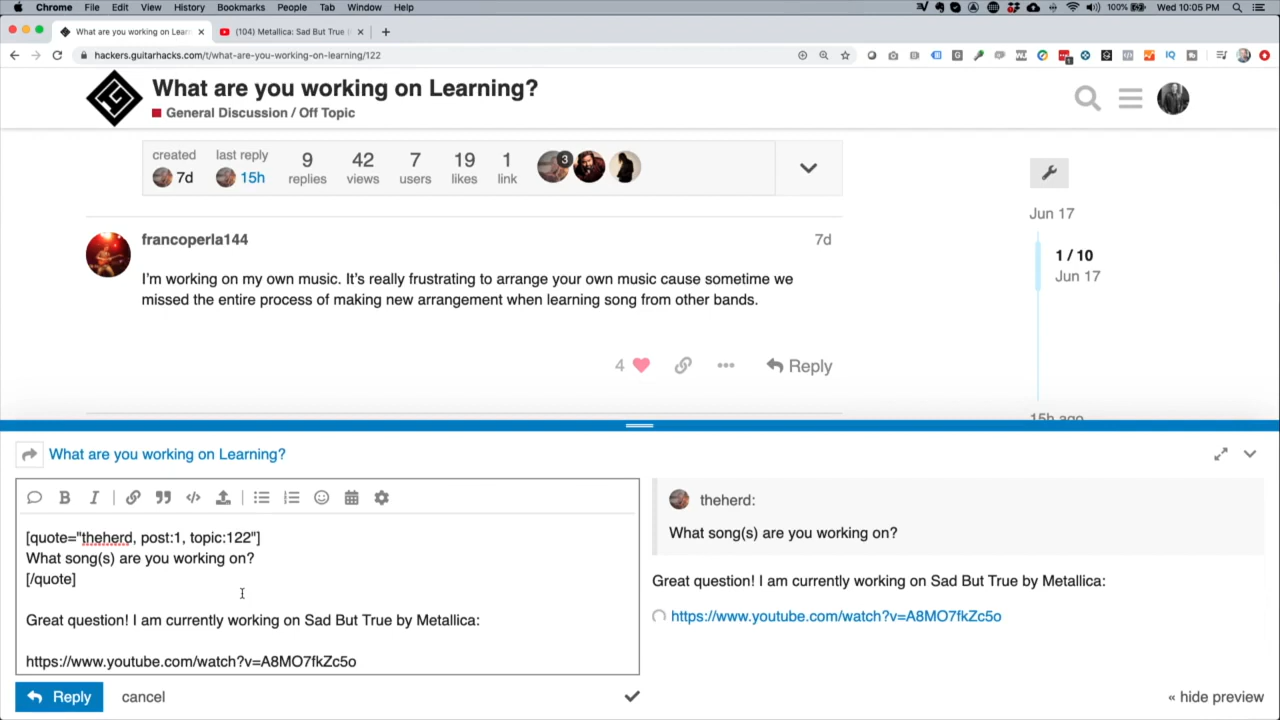 Chrome File Edit View History Bookmarks People Tab Window Help 100% Wed 10:05 PM
What are you working on Learn
(104) Metallica: Sad But True
hackers.guitarhacks.com/t/what-are-you-working-on-learning/122
What are you working on Learning?
General Discussion / Off Topic
created last reply 9 42 7 19 1 3
7d 15h replies views users likes link
Jun 17
francoperla144 7d
1 / 10
Jun 17
I'm working on my own music. It's really frustrating to arrange your own music cause sometime we
missed the entire process of making new arrangement when learning song from other bands.
4 Reply
15h ago
What are you working on Learning?
[quote="theherd, post:1, topic:122"]
What song(s) are you working on?
[/quote]
Great question! I am currently working on Sad But True by Metallica:
https://www.youtube.com/watch?v=A8MO7fkZc5o
theherd:
What song(s) are you working on?
Great question! I am currently working on Sad But True by Metallica:
https://www.youtube.com/watch?v=A8MO7fkZc5o
Reply cancel « hide preview